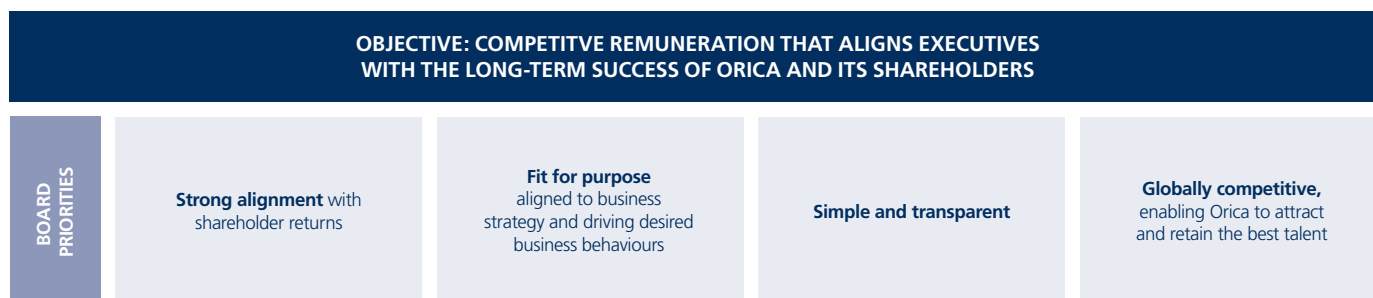 OBJECTIVE: COMPETITVE REMUNERATION THAT ALIGNS EXECUTIVES
WITH THE LONG-TERM SUCCESS OF ORICA AND ITS SHAREHOLDERS
BOARD
PRIORITIES
Strong alignment with
shareholder returns
Fit for purpose
aligned to business
strategy and driving desired
business behaviours
Simple and transparent
Globally competitive,
enabling Orica to attract
and retain the best talent